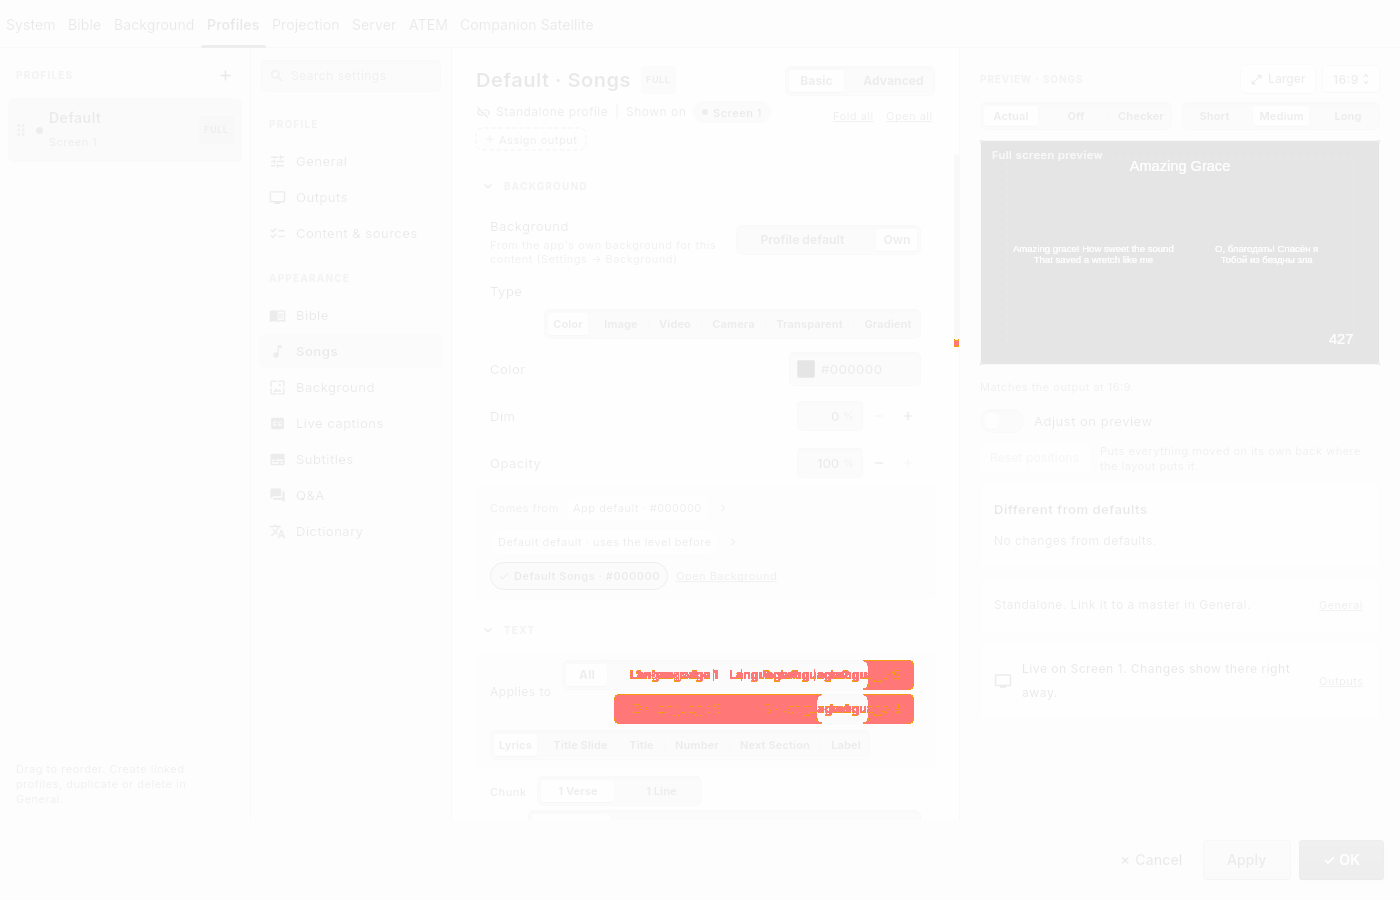 System Bible Background Profiles Projection Server ATEM Companion Satellite
PROFILES
Default
Screen 1
FULL
Drag to reorder. Create linked
profiles, duplicate or delete in
General.
Search settings
PROFILE
General
Outputs
Content & sources
APPEARANCE
Bible
Songs
Background
Live captions
Subtitles
Q&A
Dictionary
Default · Songs FULL
Basic Advanced
Standalone profile | Shown on Screen 1
Fold all Open all
+ Assign output
BACKGROUND
Background
From the app's own background for this
content (Settings → Background)
Profile default Own
Type
Color Image Video Camera Transparent Gradient
Color #000000
Dim 0 % − +
Opacity 100 % − +
Comes from App default · #000000 ›
Default default · uses the level before ›
✓ Default Songs · #000000 Open Background
TEXT
Applies to
All
Lyrics Title Slide Title Number Next Section Label
Chunk 1 Verse 1 Line
PREVIEW · SONGS
Larger 16:9
Actual Off Checker Short Medium Long
Full screen preview
Amazing Grace
Amazing grace! How sweet the sound
That saved a wretch like me
О, благодать! Спасён я
Тобой из бездны зла
427
Matches the output at 16:9.
Adjust on preview
Reset positions
Puts everything moved on its own back where
the layout puts it.
Different from defaults
No changes from defaults.
Standalone. Link it to a master in General. General
Live on Screen 1. Changes show there right
away.
Outputs
× Cancel Apply ✓ OK